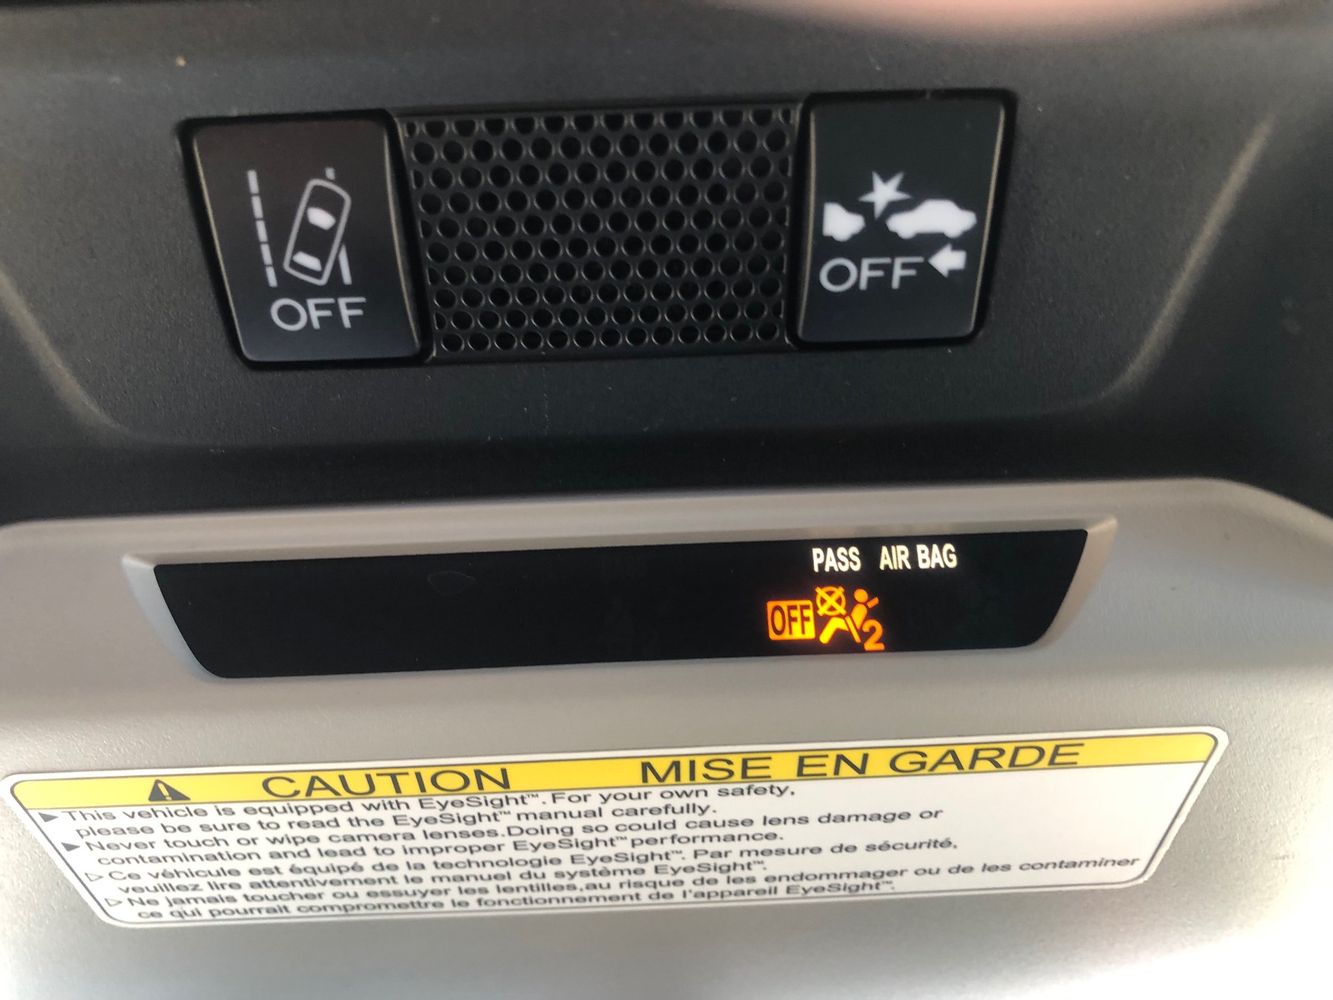 OFF
OFF
PASS AIR BAG
OFF 2
CAUTION MISE EN GARDE
This vehicle is equipped with EyeSight™. For your own safety,
please be sure to read the EyeSight™ manual carefully.
Never touch or wipe camera lenses.Doing so could cause lens damage or
contamination and lead to improper EyeSight™ performance.
Ce véhicule est équipé de la technologie EyeSight™. Par mesure de sécurité,
veuillez lire attentivement le manuel du système EyeSight™.
Ne jamais toucher ou essuyer les lentilles,au risque de les endommager ou de les contaminer
ce qui pourrait compromettre le fonctionnement de l'appareil EyeSight™.